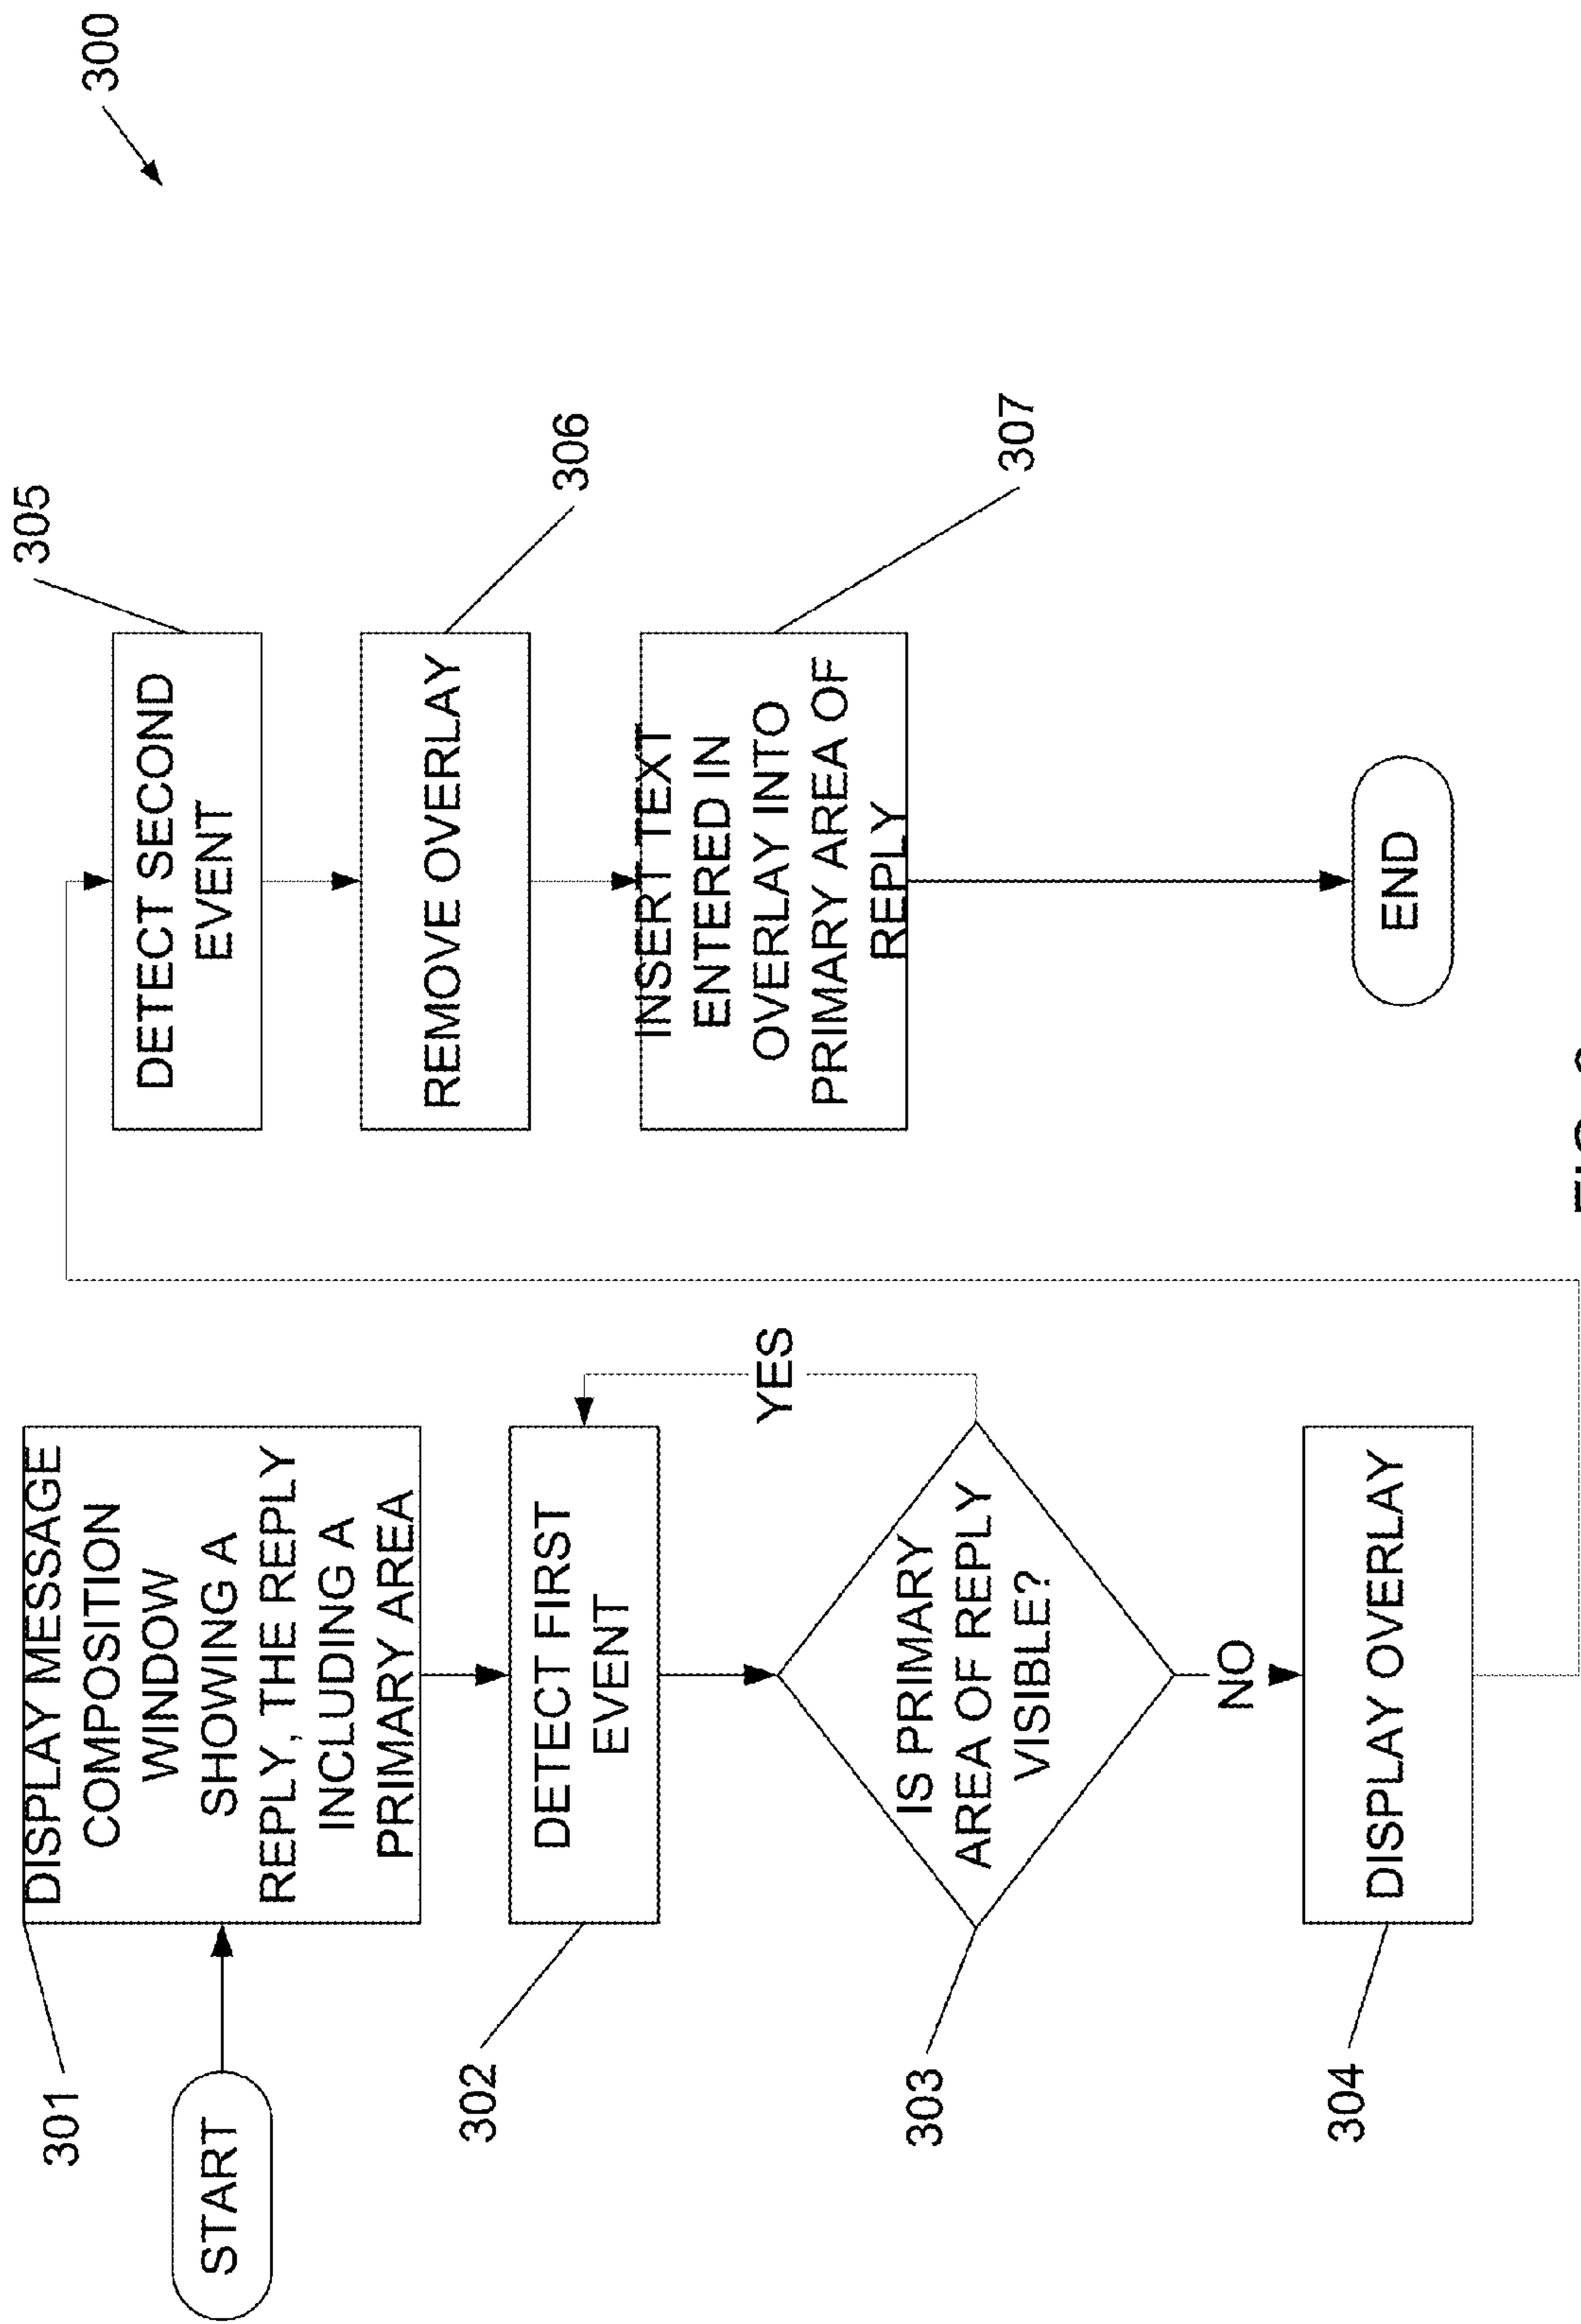 300
START
301
DISPLAY MESSAGE
COMPOSITION
WINDOW
SHOWING A
REPLY, THE REPLY
INCLUDING A
PRIMARY AREA
302
DETECT FIRST
EVENT
303
IS PRIMARY
AREA OF REPLY
VISIBLE?
YES
NO
304
DISPLAY OVERLAY
305
DETECT SECOND
EVENT
306
REMOVE OVERLAY
307
INSERT TEXT
ENTERED IN
OVERLAY INTO
PRIMARY AREA OF
REPLY
END